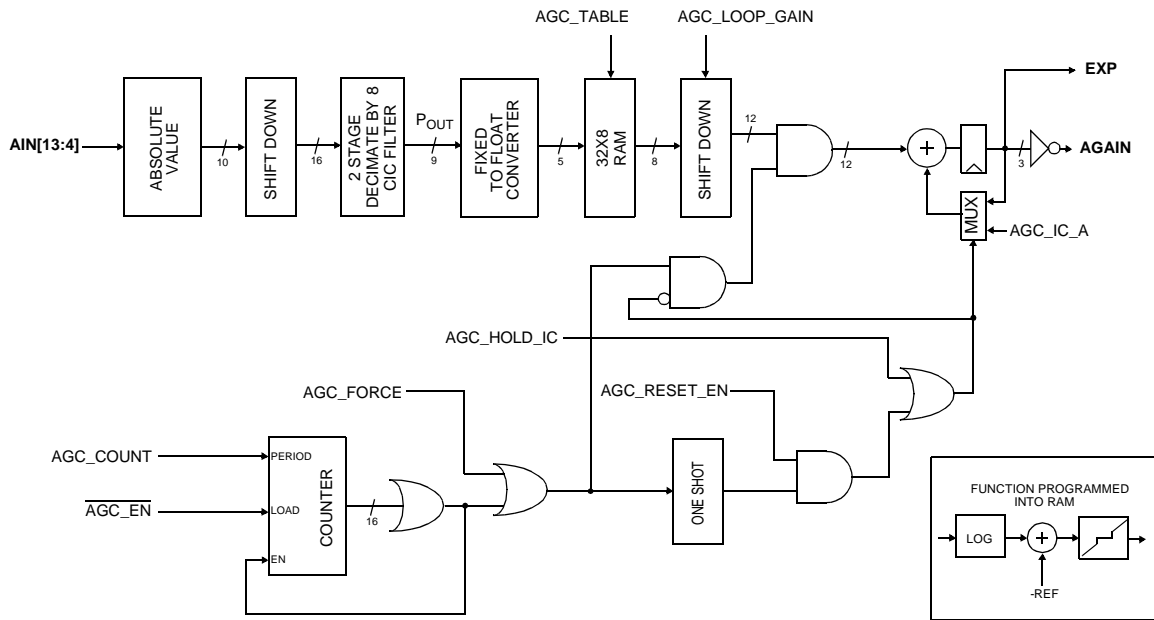 AGC_TABLE
AGC_LOOP_GAIN
EXP
AIN[13:4]
ABSOLUTE
VALUE
10
SHIFT DOWN
16
2 STAGE
DECIMATE BY 8
CIC FILTER
POUT
9
FIXED
TO FLOAT
CONVERTER
5
32X8
RAM
8
SHIFT DOWN
12
12
+
3
AGAIN
MUX
AGC_IC_A
AGC_HOLD_IC
AGC_FORCE
AGC_RESET_EN
AGC_COUNT
PERIOD
AGC_EN
LOAD
EN
COUNTER
16
ONE SHOT
FUNCTION PROGRAMMED
INTO RAM
LOG
+
-REF